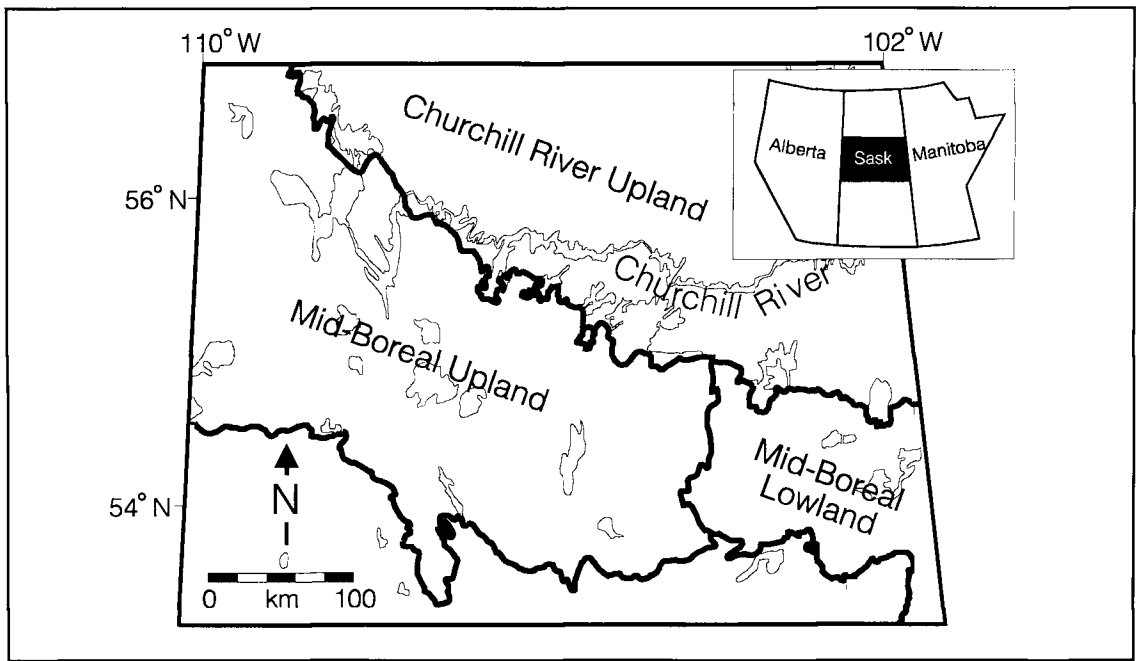 110° W
102° W
Churchill River Upland
Alberta
Sask
Manitoba
56° N
Churchill River
Mid-Boreal Upland
Mid-Boreal
Lowland
54° N
N
0 km 100